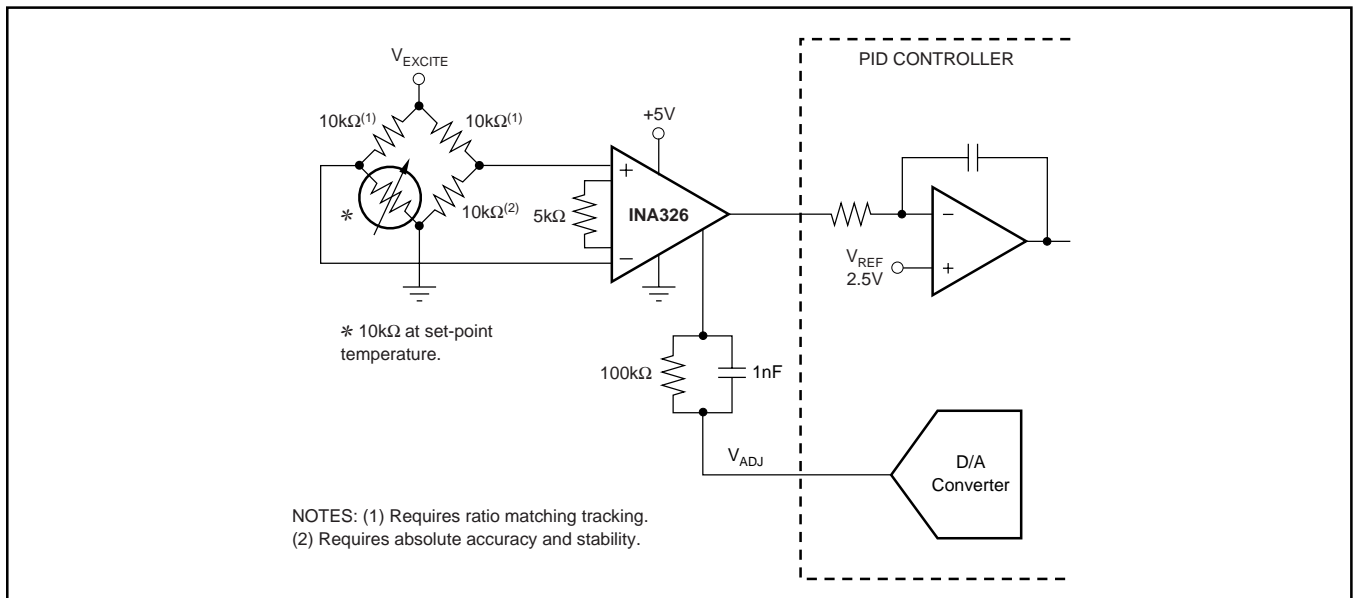 PID CONTROLLER
V_EXCITE
10kΩ(1)
10kΩ(1)
+5V
+
INA326
5kΩ
10kΩ(2)
*
−
−
V_REF
2.5V
+
* 10kΩ at set-point
temperature.
100kΩ
1nF
V_ADJ
D/A
Converter
NOTES: (1) Requires ratio matching tracking.
(2) Requires absolute accuracy and stability.